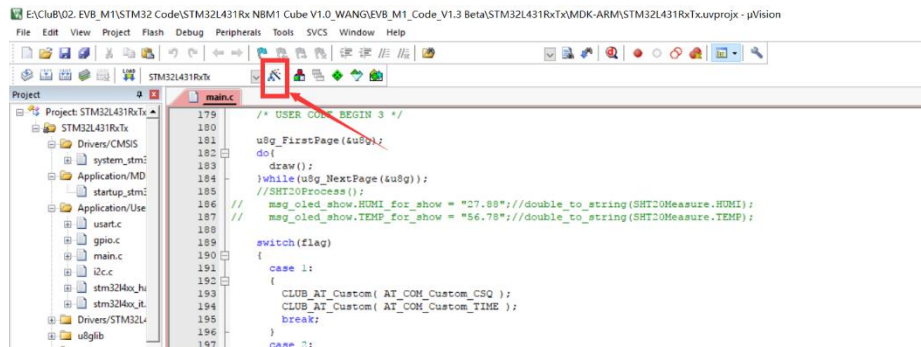 E:\CluB\02. EVB_M1\STM32 Code\STM32L431Rx NBM1 Cube V1.0_WANG\EVB_M1_Code_V1.3 Beta\STM32L431RxTx\MDK-ARM\STM32L431RxTx.uvprojx - µVision
File Edit View Project Flash Debug Peripherals Tools SVCS Window Help
LOAD STM32L431RxTx
Project
main.c
Project: STM32L431RxTx
STM32L431RxTx
Drivers/CMSIS
system_stm3
Application/MD
startup_stm3
Application/Use
usart.c
gpio.c
main.c
i2c.c
stm32l4xx_ha
stm32l4xx_it.
Drivers/STM32L4
u8glib
179 /* USER CODE BEGIN 3 */
180
181 u8g_FirstPage(&u8g);
182 do{
183 draw();
184 }while(u8g_NextPage(&u8g));
185 //SHT20Process();
186 // msg_oled_show.HUMI_for_show = "27.88";//double_to_string(SHT20Measure.HUMI);
187 // msg_oled_show.TEMP_for_show = "56.78";//double_to_string(SHT20Measure.TEMP);
188
189 switch(flag)
190 {
191 case 1:
192 {
193 CLUB_AT_Custom( AT_COM_Custom_CSQ );
194 CLUB_AT_Custom( AT_COM_Custom_TIME );
195 break;
196 }
197 case 2: